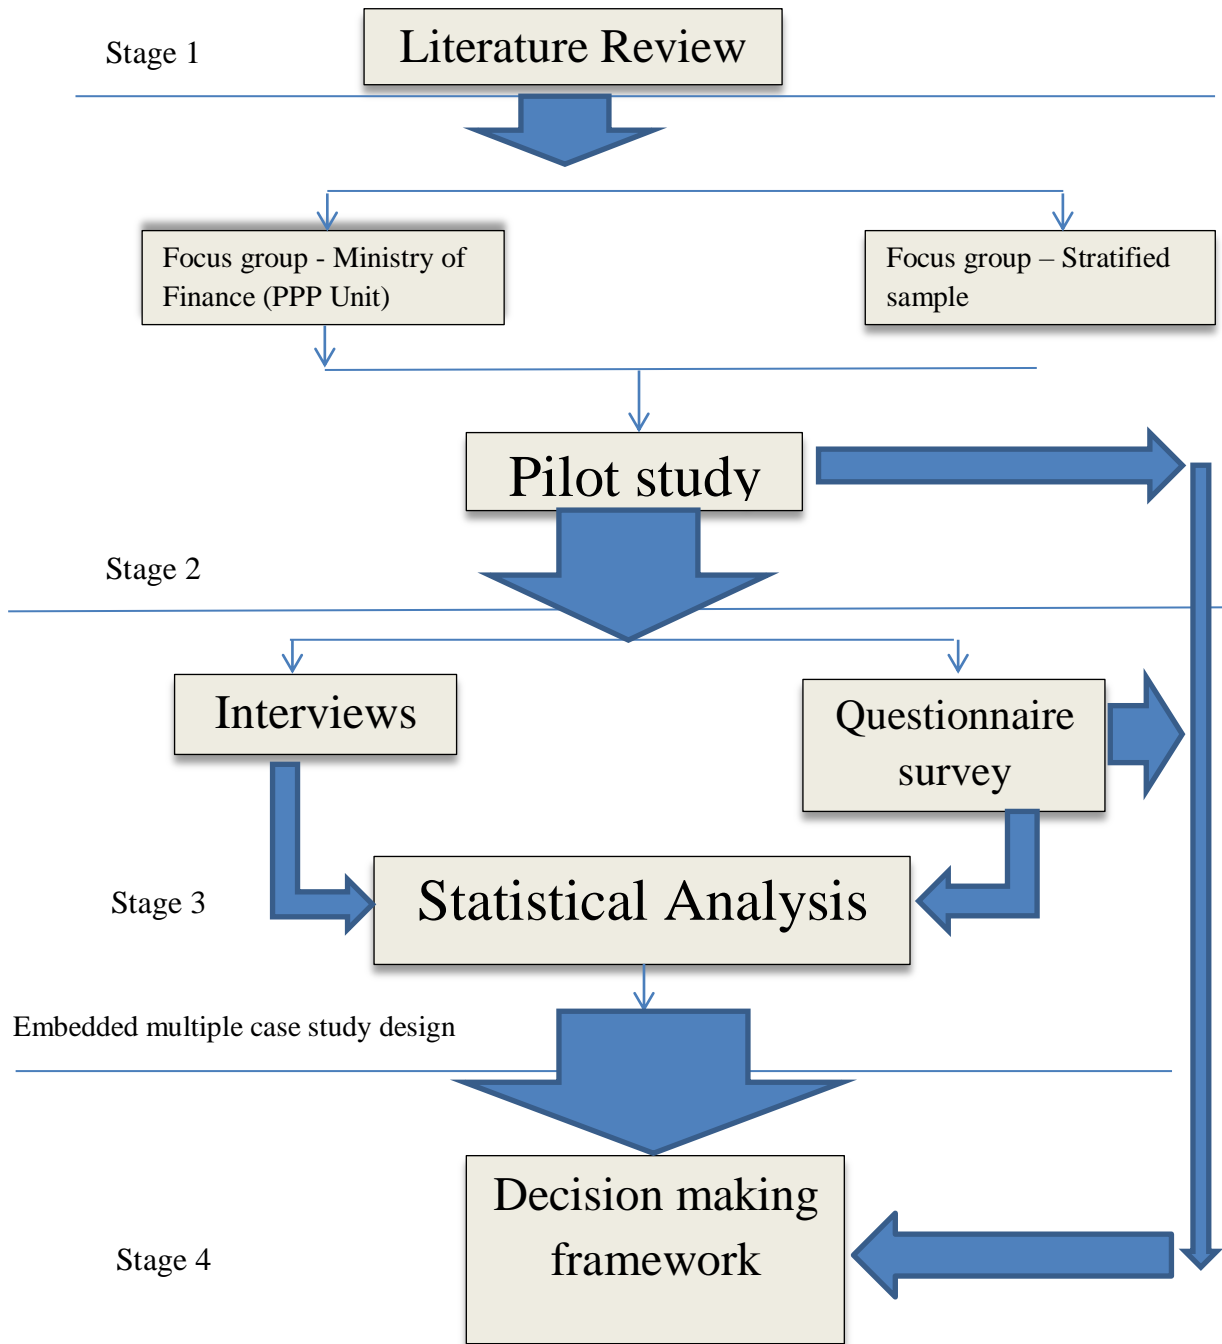 Stage 1
Literature Review
Focus group - Ministry of
Finance (PPP Unit)
Focus group – Stratified
sample
Pilot study
Stage 2
Interviews
Questionnaire
survey
Stage 3
Statistical Analysis
Embedded multiple case study design
Decision making
framework
Stage 4